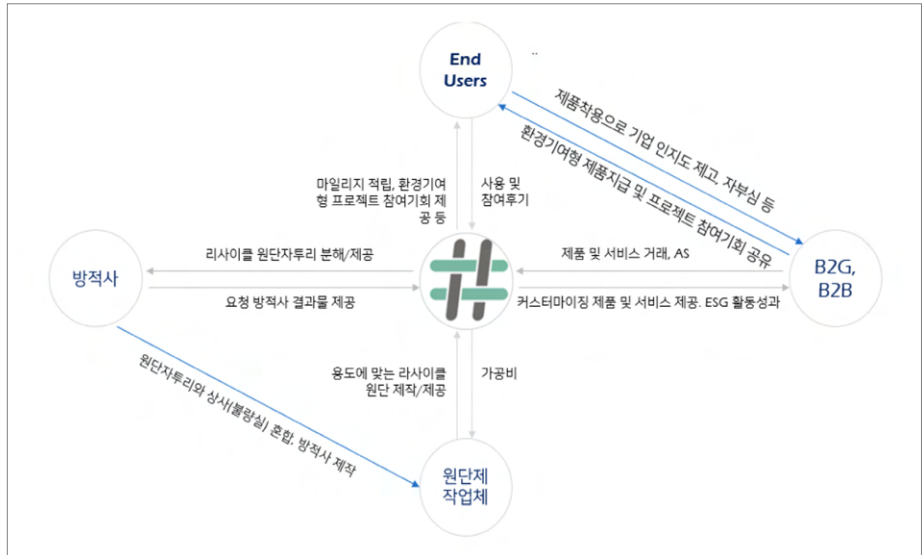 End
Users
..
제품착용으로 기업 인지도 제고, 자부심 등
환경기여형 제품지급 및 프로젝트 참여기회 공유
마일리지 적립, 환경기여
형 프로젝트 참여기회 제
공 등
사용 및
참여후기
방적사
리사이클 원단자투리 분해/제공
요청 방적사 결과물 제공
제품 및 서비스 거래, AS
커스터마이징 제품 및 서비스 제공. ESG 활동성과
B2G,
B2B
원단자투리와 상사(불량실) 혼합, 방적사 제작
용도에 맞는 라사이클
원단 제작/제공
가공비
원단제
작업체